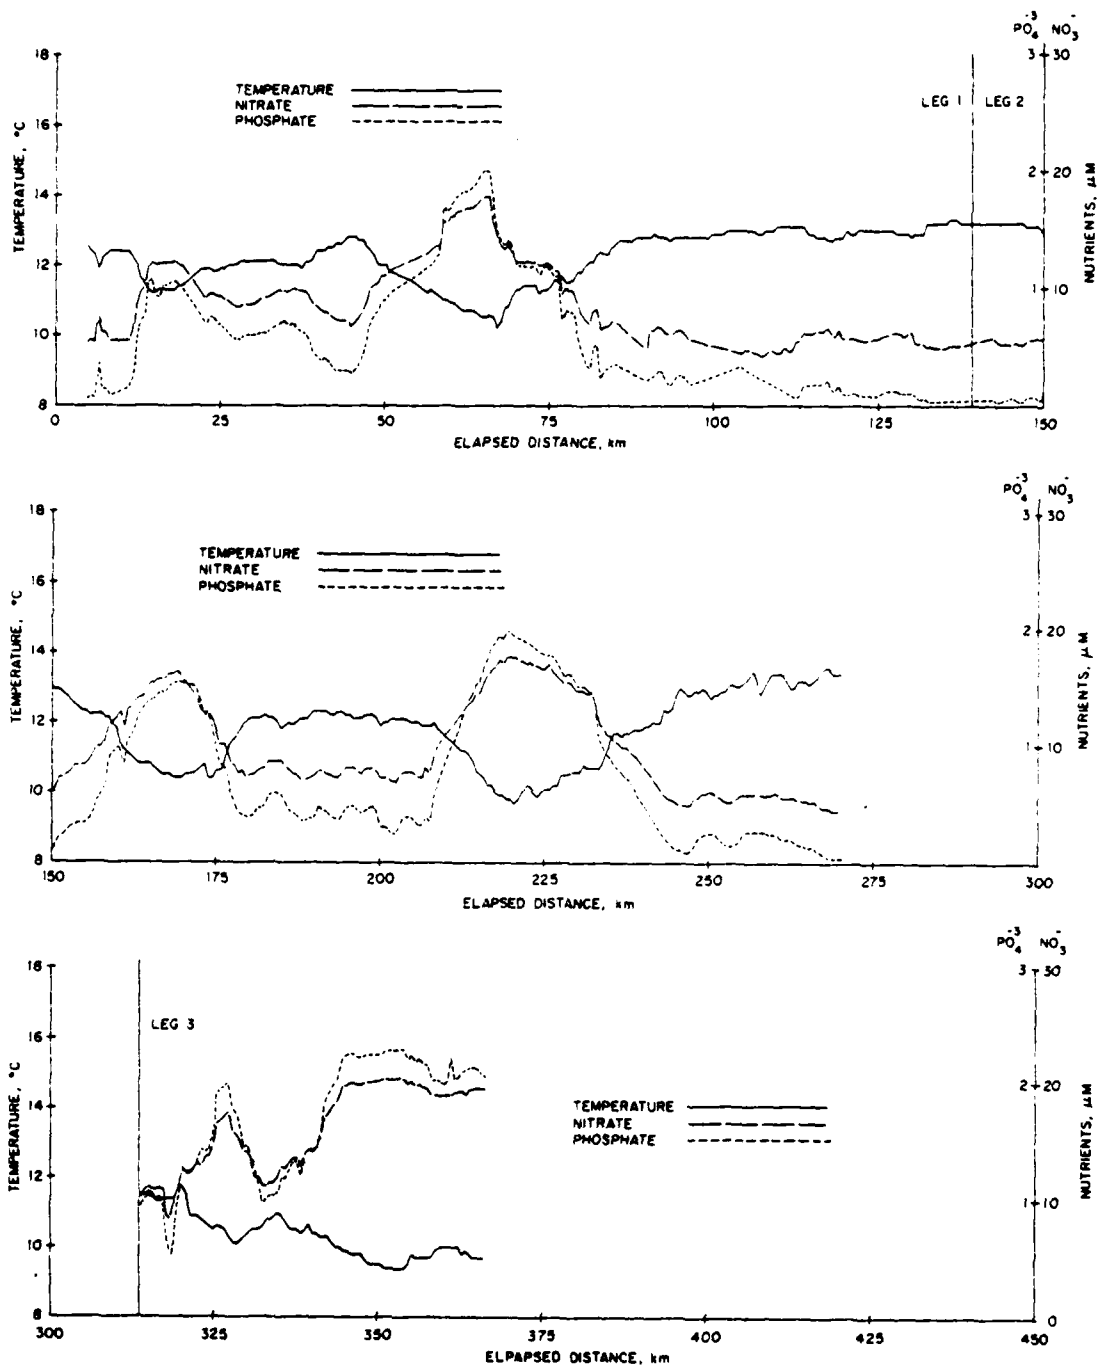 PO₄⁻³ NO₃⁻
18
3 30
TEMPERATURE
NITRATE
PHOSPHATE
LEG 1
LEG 2
16
2 20
14
TEMPERATURE, °C
NUTRIENTS, µM
12
1 10
10
8
0
0 25 50 75 100 125 150
ELAPSED DISTANCE, km
PO₄⁻³ NO₃⁻
18
3 30
TEMPERATURE
NITRATE
PHOSPHATE
16
2 20
14
TEMPERATURE, °C
NUTRIENTS, µM
12
1 10
10
8
150 175 200 225 250 275 300
ELAPSED DISTANCE, km
PO₄⁻³ NO₃⁻
18
3 30
LEG 3
16
2 20
TEMPERATURE, °C
NUTRIENTS, µM
14
TEMPERATURE
NITRATE
PHOSPHATE
12
1 10
10
8
0
300 325 350 375 400 425 450
ELPAPSED DISTANCE, km